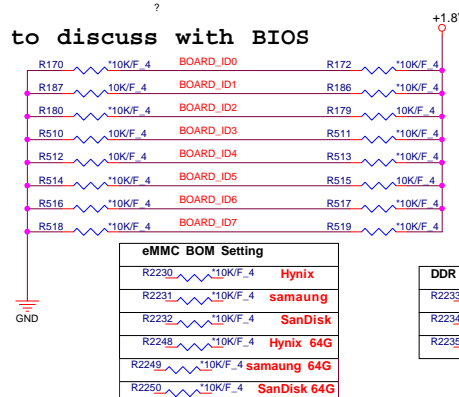 ?
+1.8
to discuss with BIOS
R170 *10K/F_4 BOARD_ID0 R172 *10K/F_4
R187 10K/F_4 BOARD_ID1 R186 *10K/F_4
R180 *10K/F_4 BOARD_ID2 R179 10K/F_4
R510 10K/F_4 BOARD_ID3 R511 *10K/F_4
R512 10K/F_4 BOARD_ID4 R513 *10K/F_4
R514 *10K/F_4 BOARD_ID5 R515 10K/F_4
R516 *10K/F_4 BOARD_ID6 R517 *10K/F_4
R518 *10K/F_4 BOARD_ID7 R519 *10K/F_4
GND
eMMC BOM Setting
R2230 *10K/F_4 Hynix
R2231 *10K/F_4 samaung
R2232 *10K/F_4 SanDisk
R2248 *10K/F_4 Hynix 64G
R2249 *10K/F_4 samaung 64G
R2250 *10K/F_4 SanDisk 64G
DDR
R2233
R2234
R2235